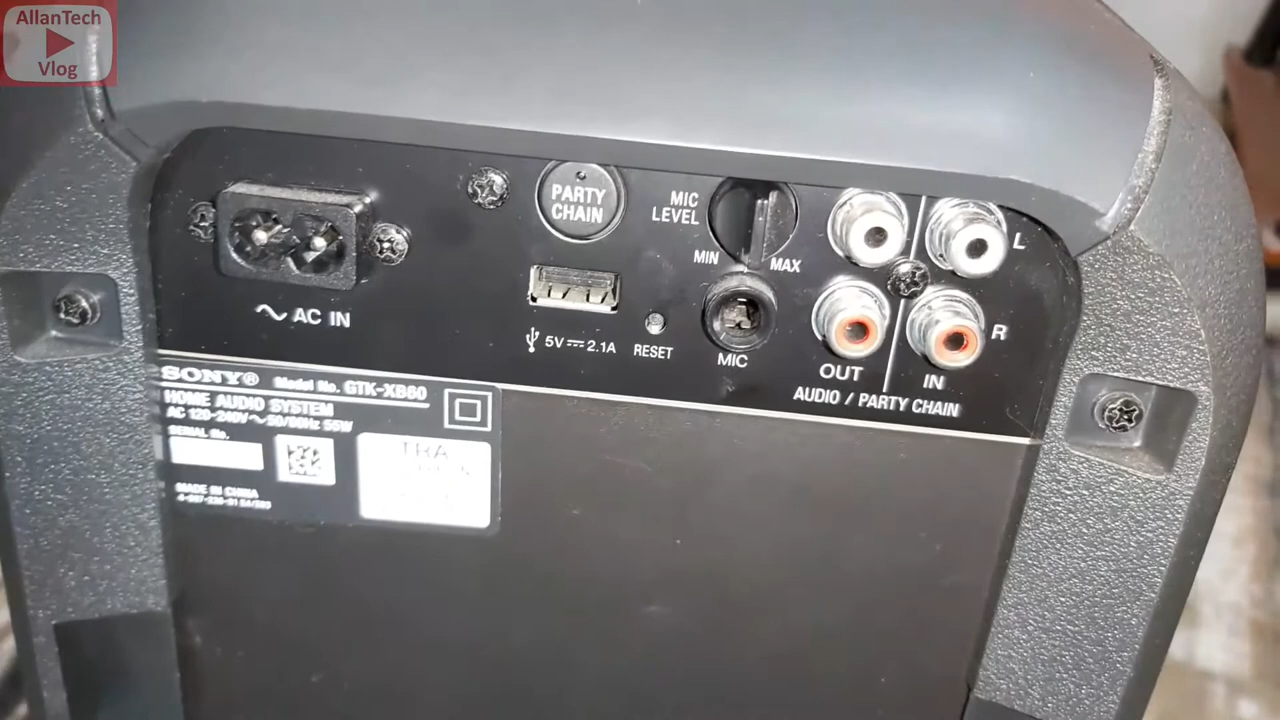 AllanTech
Vlog
PARTY
CHAIN
MIC
LEVEL
MIN
MAX
L
R
AC IN
5V 2.1A
RESET
MIC
OUT
IN
AUDIO / PARTY CHAIN
SONY® Model No. GTK-XB60
HOME AUDIO SYSTEM
AC 120-240V~50/60Hz 55W
SERIAL No.
MADE IN CHINA
TRA